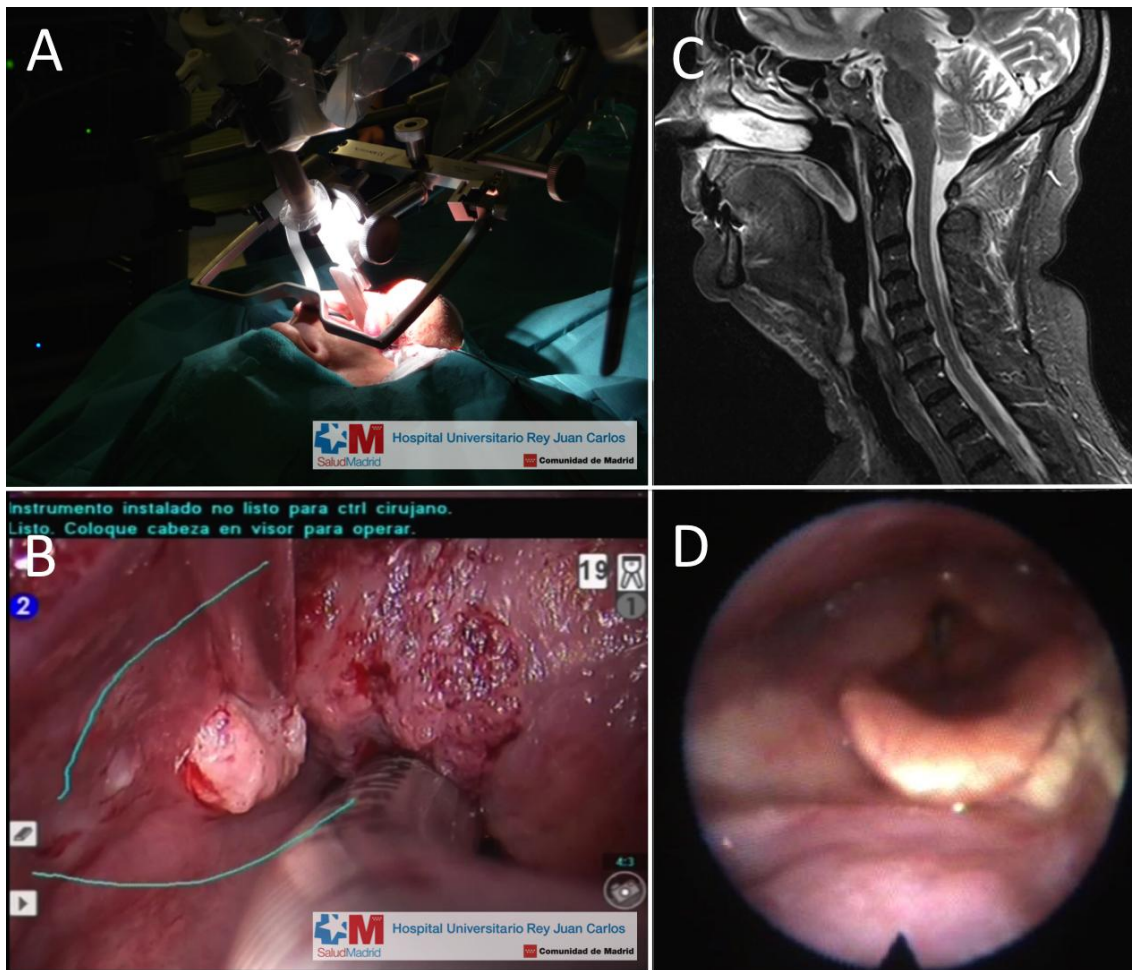 A
Hospital Universitario Rey Juan Carlos
SaludMadrid
Comunidad de Madrid
Instrumento instalado no listo para ctrl cirujano.
Listo. Coloque cabeza en visor para operar.
B
2
19
1
4:3
Hospital Universitario Rey Juan Carlos
SaludMadrid
Comunidad de Madrid
C
D